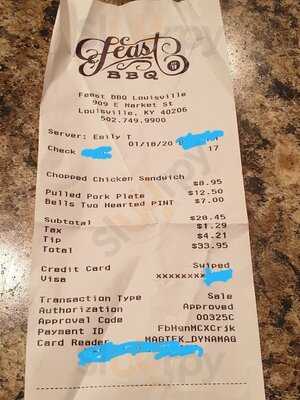 Feast
BBQ
Feast BBQ Louisville
909 E Market St
Louisville, KY 40206
502.749.9900
Server: Emily T
01/18/20
Check 17
Chopped Chicken Sandwich
$8.95
Pulled Pork Plate $12.50
Bells Two Hearted PINT $7.00
Subtotal $28.45
Tax $1.29
Tip $4.21
Total $33.95
Credit Card Swiped
Visa xxxxxxxx
Transaction Type Sale
Authorization Approved
Approval Code 00325C
Payment ID FbHgnMCXCrjk
Card Reader MAGTEK_DYNAMAG